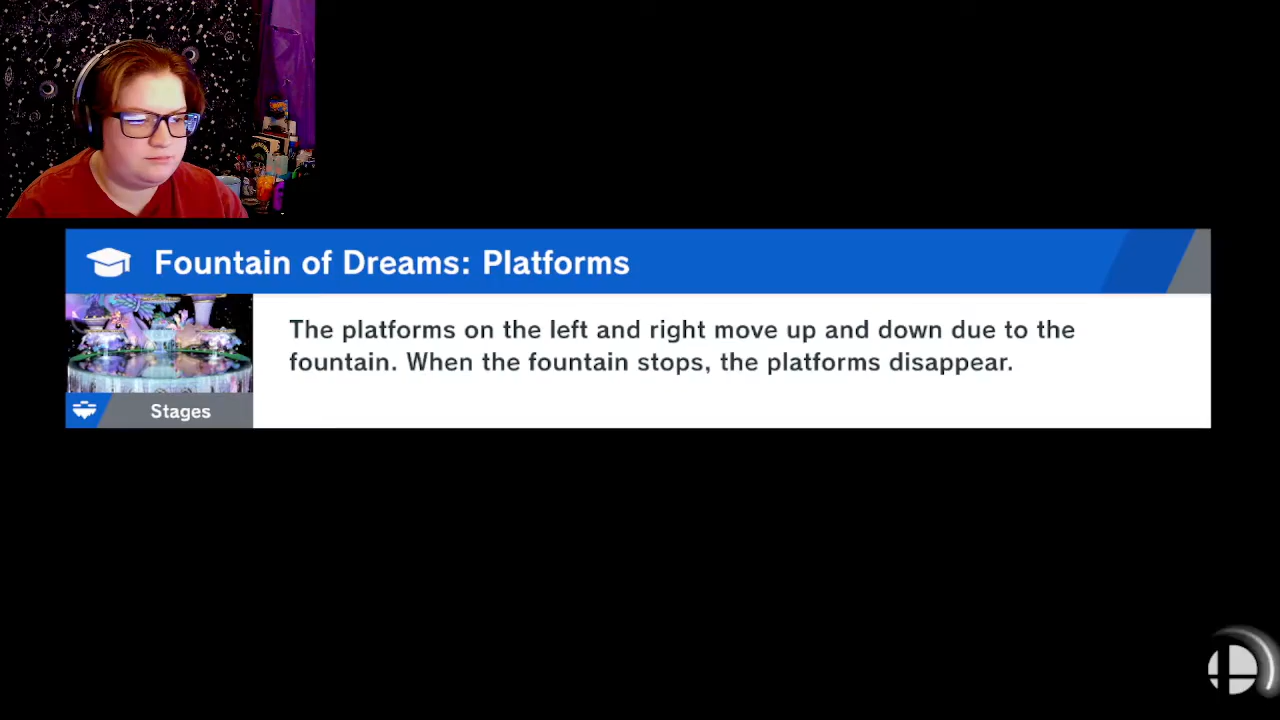 Fountain of Dreams: Platforms
The platforms on the left and right move up and down due to the
fountain. When the fountain stops, the platforms disappear.
Stages